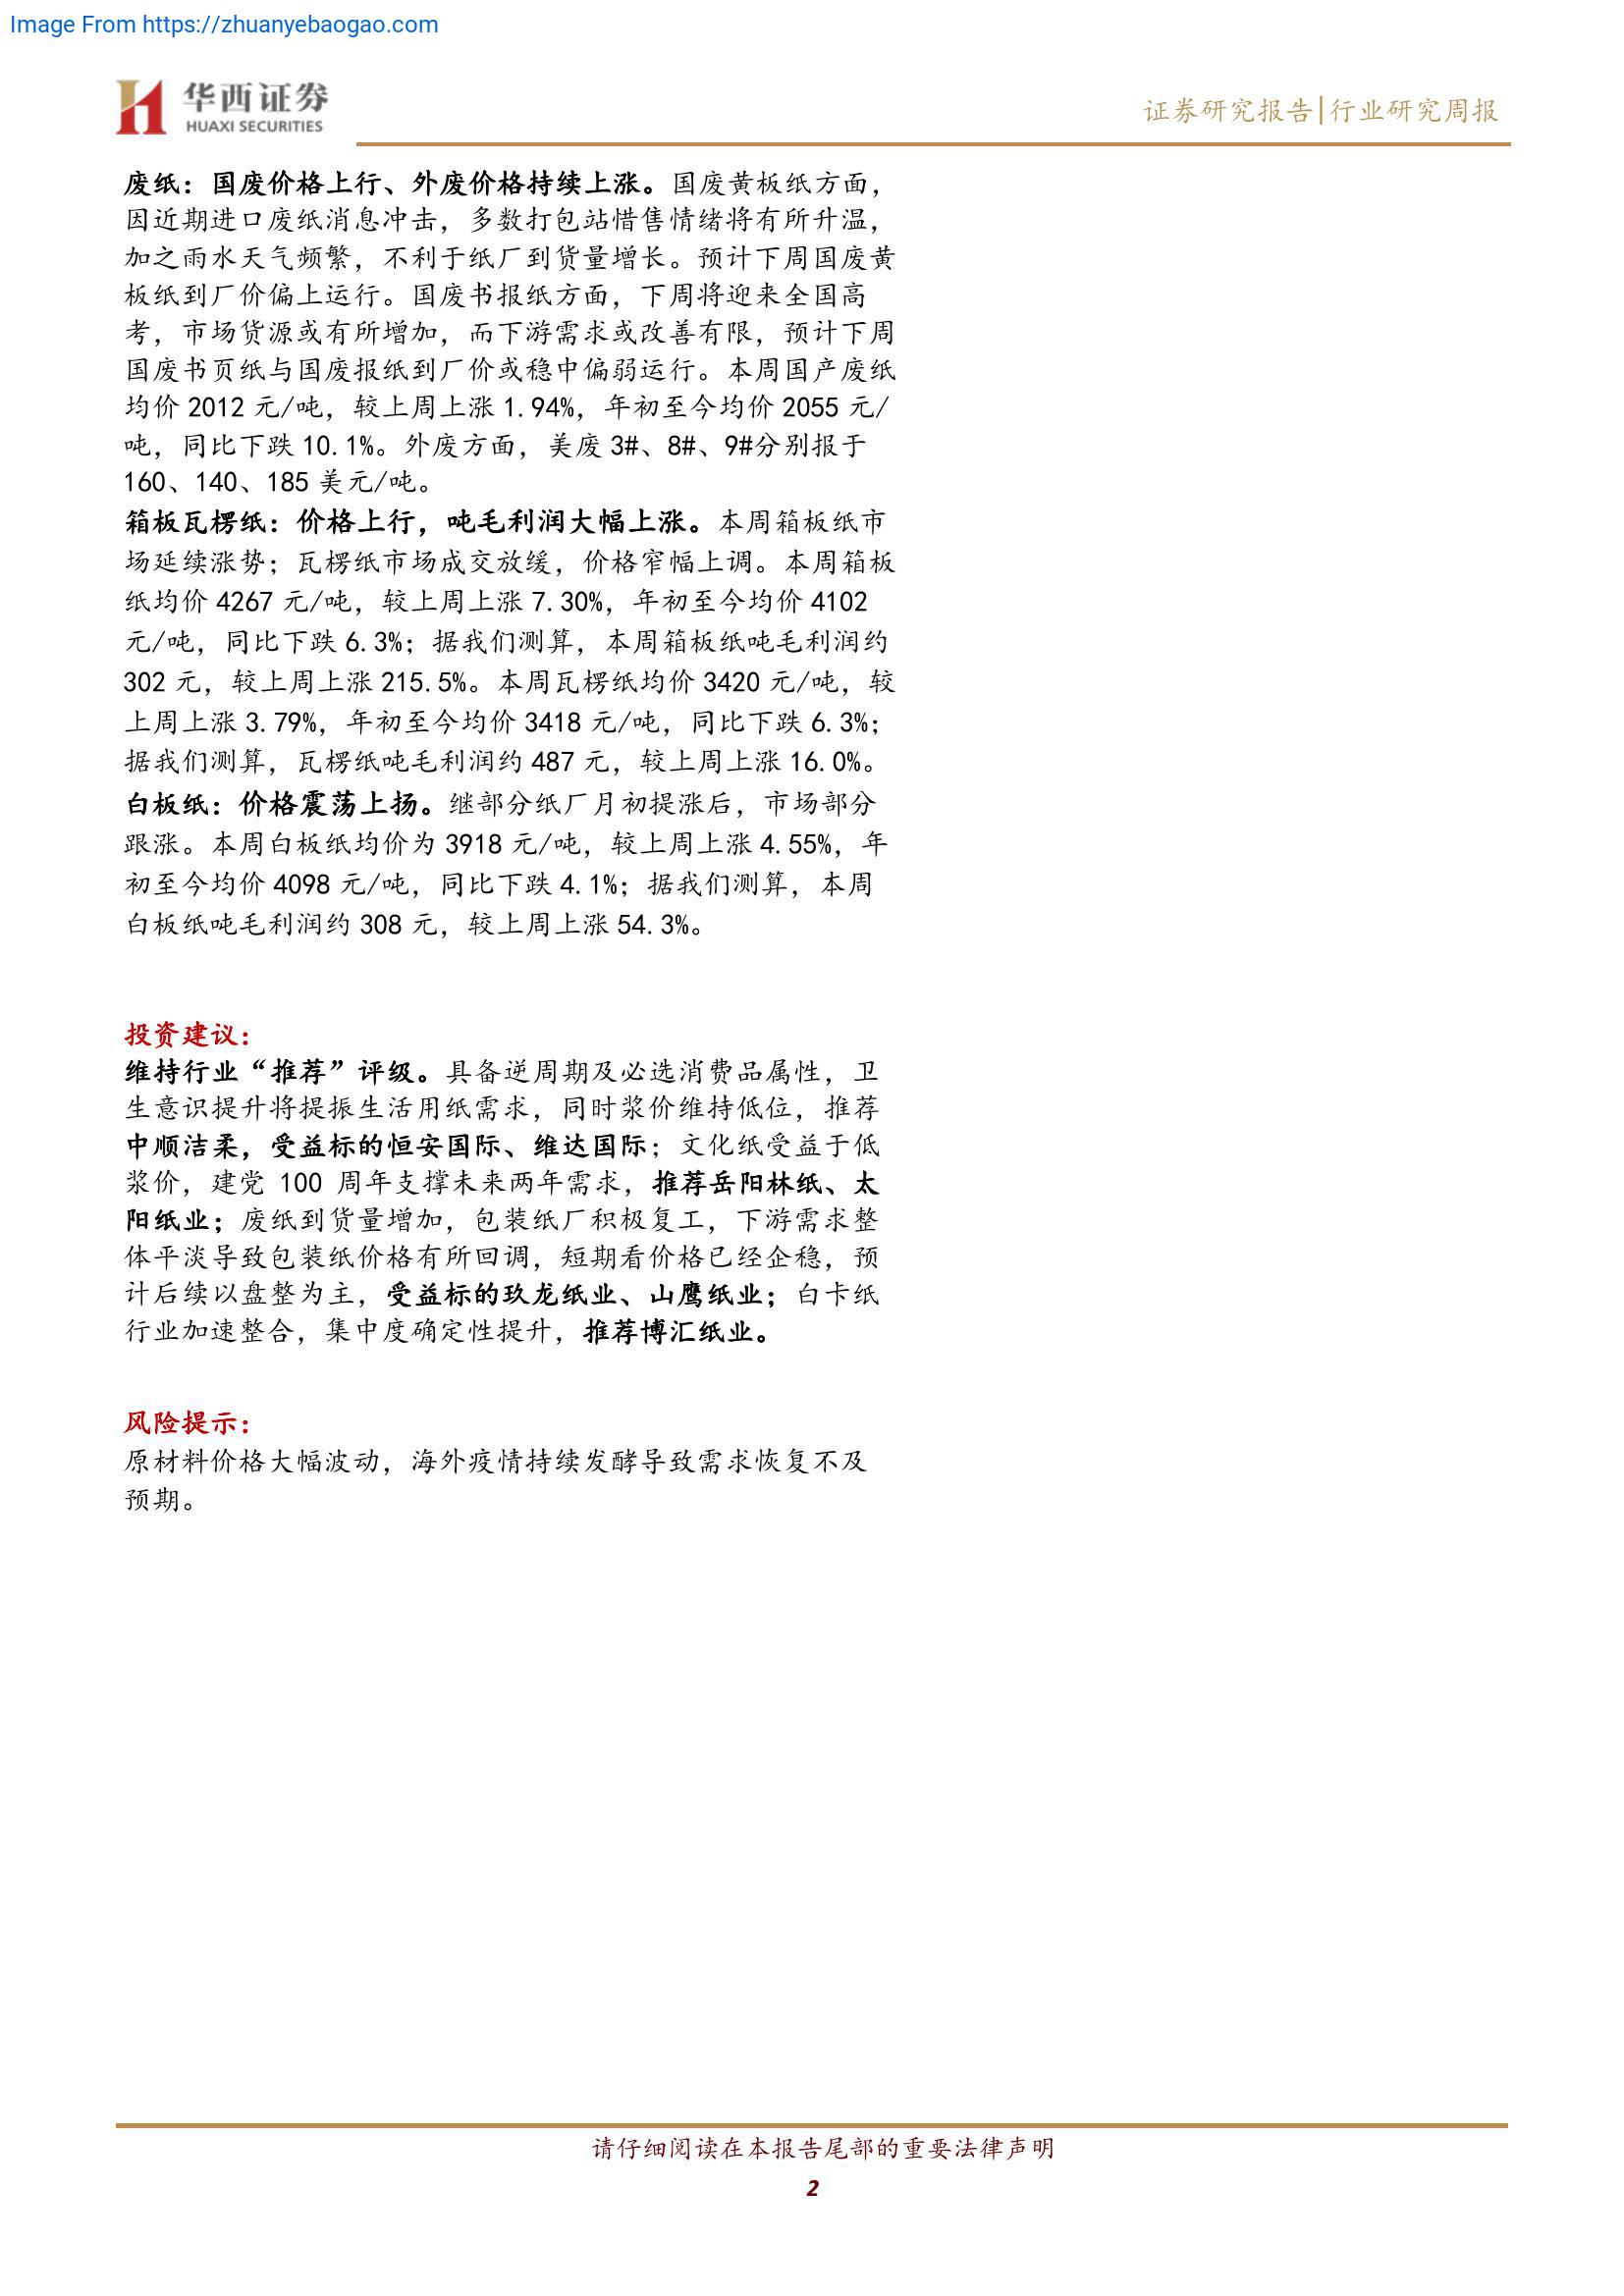 Image From https://zhuanyebaogao.com
华西证券
HUAXI SECURITIES
证券研究报告|行业研究周报
废纸：国废价格上行、外废价格持续上涨。国废黄板纸方面，
因近期进口废纸消息冲击，多数打包站惜售情绪将有所升温，
加之雨水天气频繁，不利于纸厂到货量增长。预计下周国废黄
板纸到厂价偏上运行。国废书报纸方面，下周将迎来全国高
考，市场货源或有所增加，而下游需求或改善有限，预计下周
国废书页纸与国废报纸到厂价或稳中偏弱运行。本周国产废纸
均价 2012 元/吨，较上周上涨 1.94%，年初至今均价 2055 元/
吨，同比下跌 10.1%。外废方面，美废 3#、8#、9#分别报于
160、140、185 美元/吨。
箱板瓦楞纸：价格上行，吨毛利润大幅上涨。本周箱板纸市
场延续涨势；瓦楞纸市场成交放缓，价格窄幅上调。本周箱板
纸均价 4267 元/吨，较上周上涨 7.30%，年初至今均价 4102
元/吨，同比下跌 6.3%；据我们测算，本周箱板纸吨毛利润约
302 元，较上周上涨 215.5%。本周瓦楞纸均价 3420 元/吨，较
上周上涨 3.79%，年初至今均价 3418 元/吨，同比下跌 6.3%；
据我们测算，瓦楞纸吨毛利润约 487 元，较上周上涨 16.0%。
白板纸：价格震荡上扬。继部分纸厂月初提涨后，市场部分
跟涨。本周白板纸均价为 3918 元/吨，较上周上涨 4.55%，年
初至今均价 4098 元/吨，同比下跌 4.1%；据我们测算，本周
白板纸吨毛利润约 308 元，较上周上涨 54.3%。
投资建议：
维持行业“推荐”评级。具备逆周期及必选消费品属性，卫
生意识提升将提振生活用纸需求，同时浆价维持低位，推荐
中顺洁柔，受益标的恒安国际、维达国际；文化纸受益于低
浆价，建党 100 周年支撑未来两年需求，推荐岳阳林纸、太
阳纸业；废纸到货量增加，包装纸厂积极复工，下游需求整
体平淡导致包装纸价格有所回调，短期看价格已经企稳，预
计后续以盘整为主，受益标的玖龙纸业、山鹰纸业；白卡纸
行业加速整合，集中度确定性提升，推荐博汇纸业。
风险提示：
原材料价格大幅波动，海外疫情持续发酵导致需求恢复不及
预期。
请仔细阅读在本报告尾部的重要法律声明
2